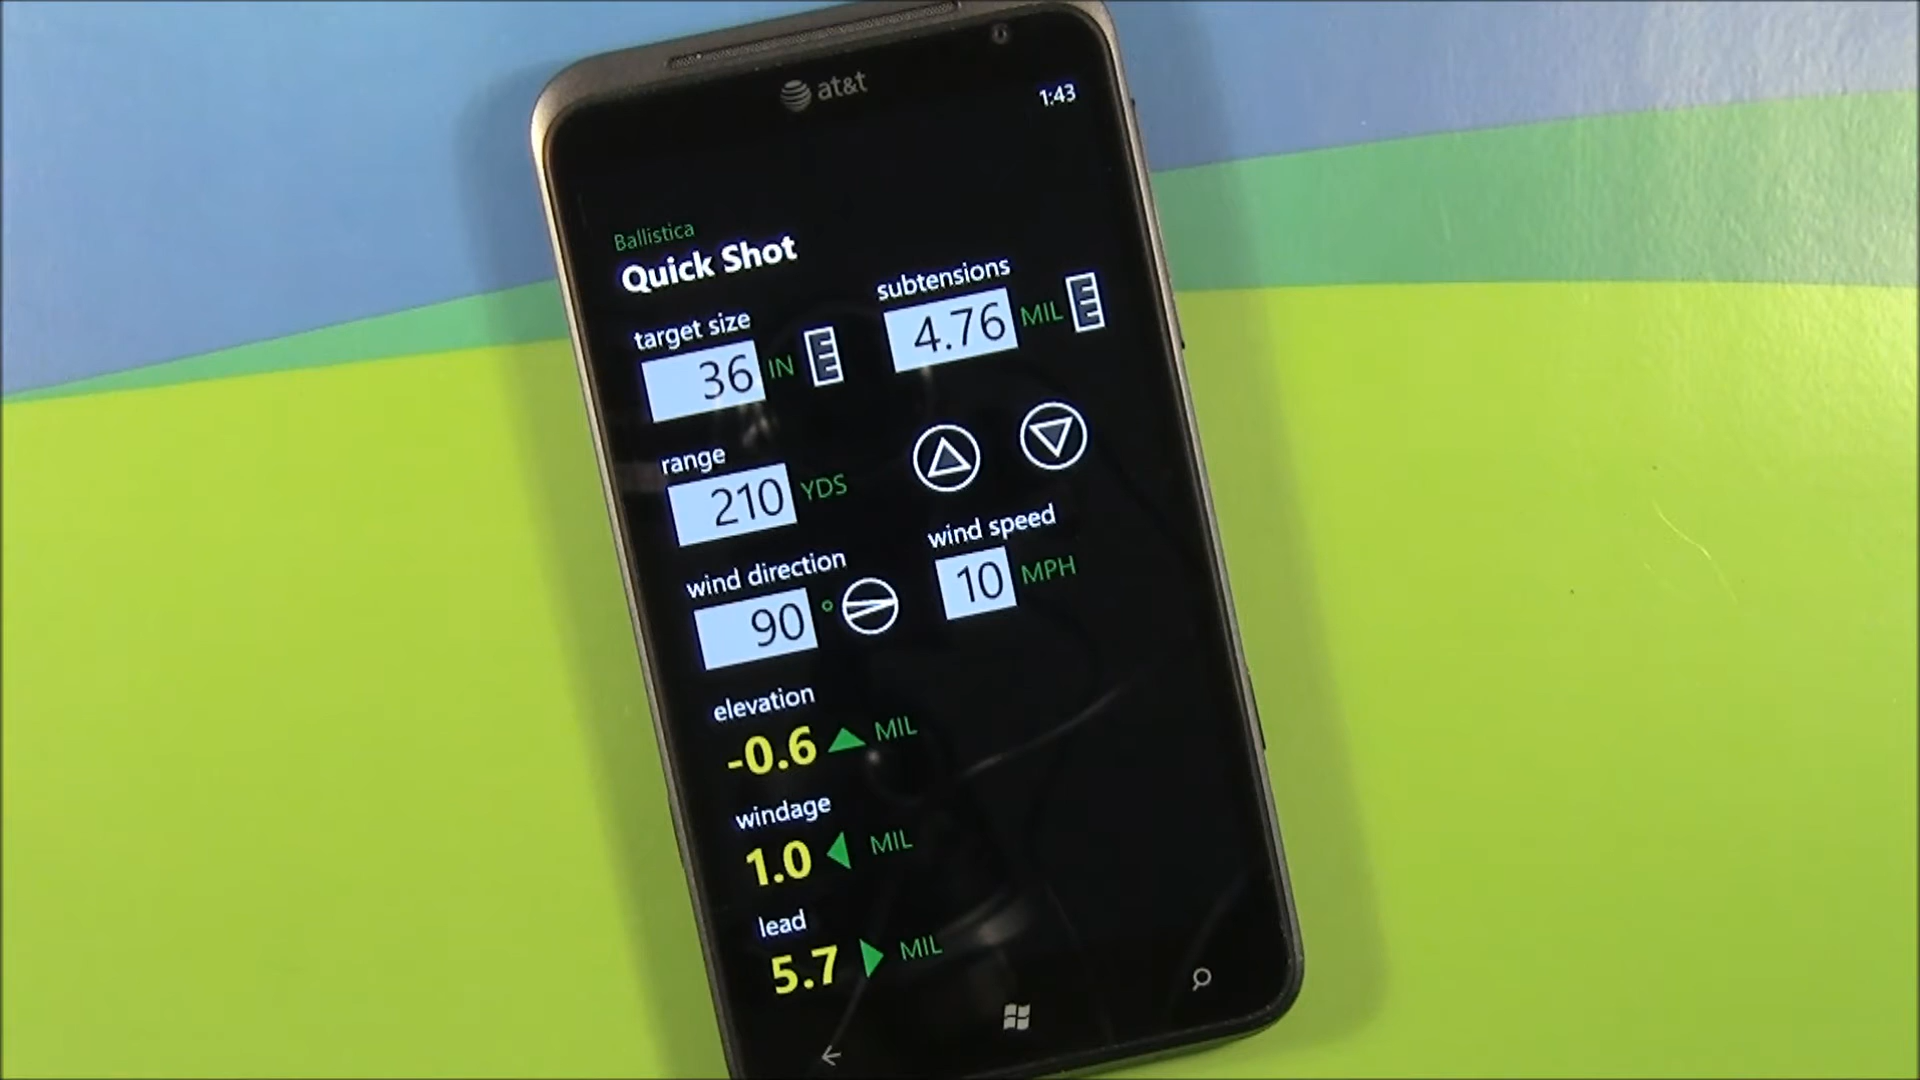 at&t
1:43
Ballistica
Quick Shot
target size
36 IN
subtensions
4.76 MIL
range
210 YDS
wind direction
90 °
wind speed
10 MPH
elevation
-0.6 MIL
windage
1.0 MIL
lead
5.7 MIL